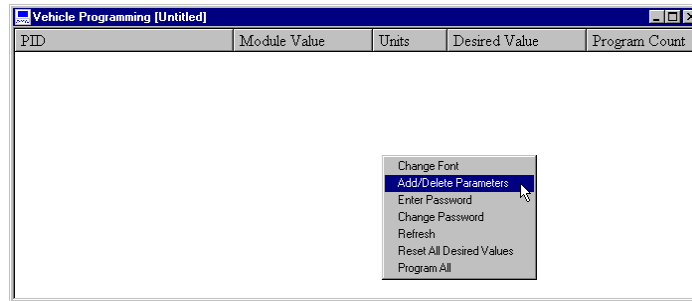 Vehicle Programming [Untitled]
PID Module Value Units Desired Value Program Count
Change Font
Add/Delete Parameters
Enter Password
Change Password
Refresh
Reset All Desired Values
Program All